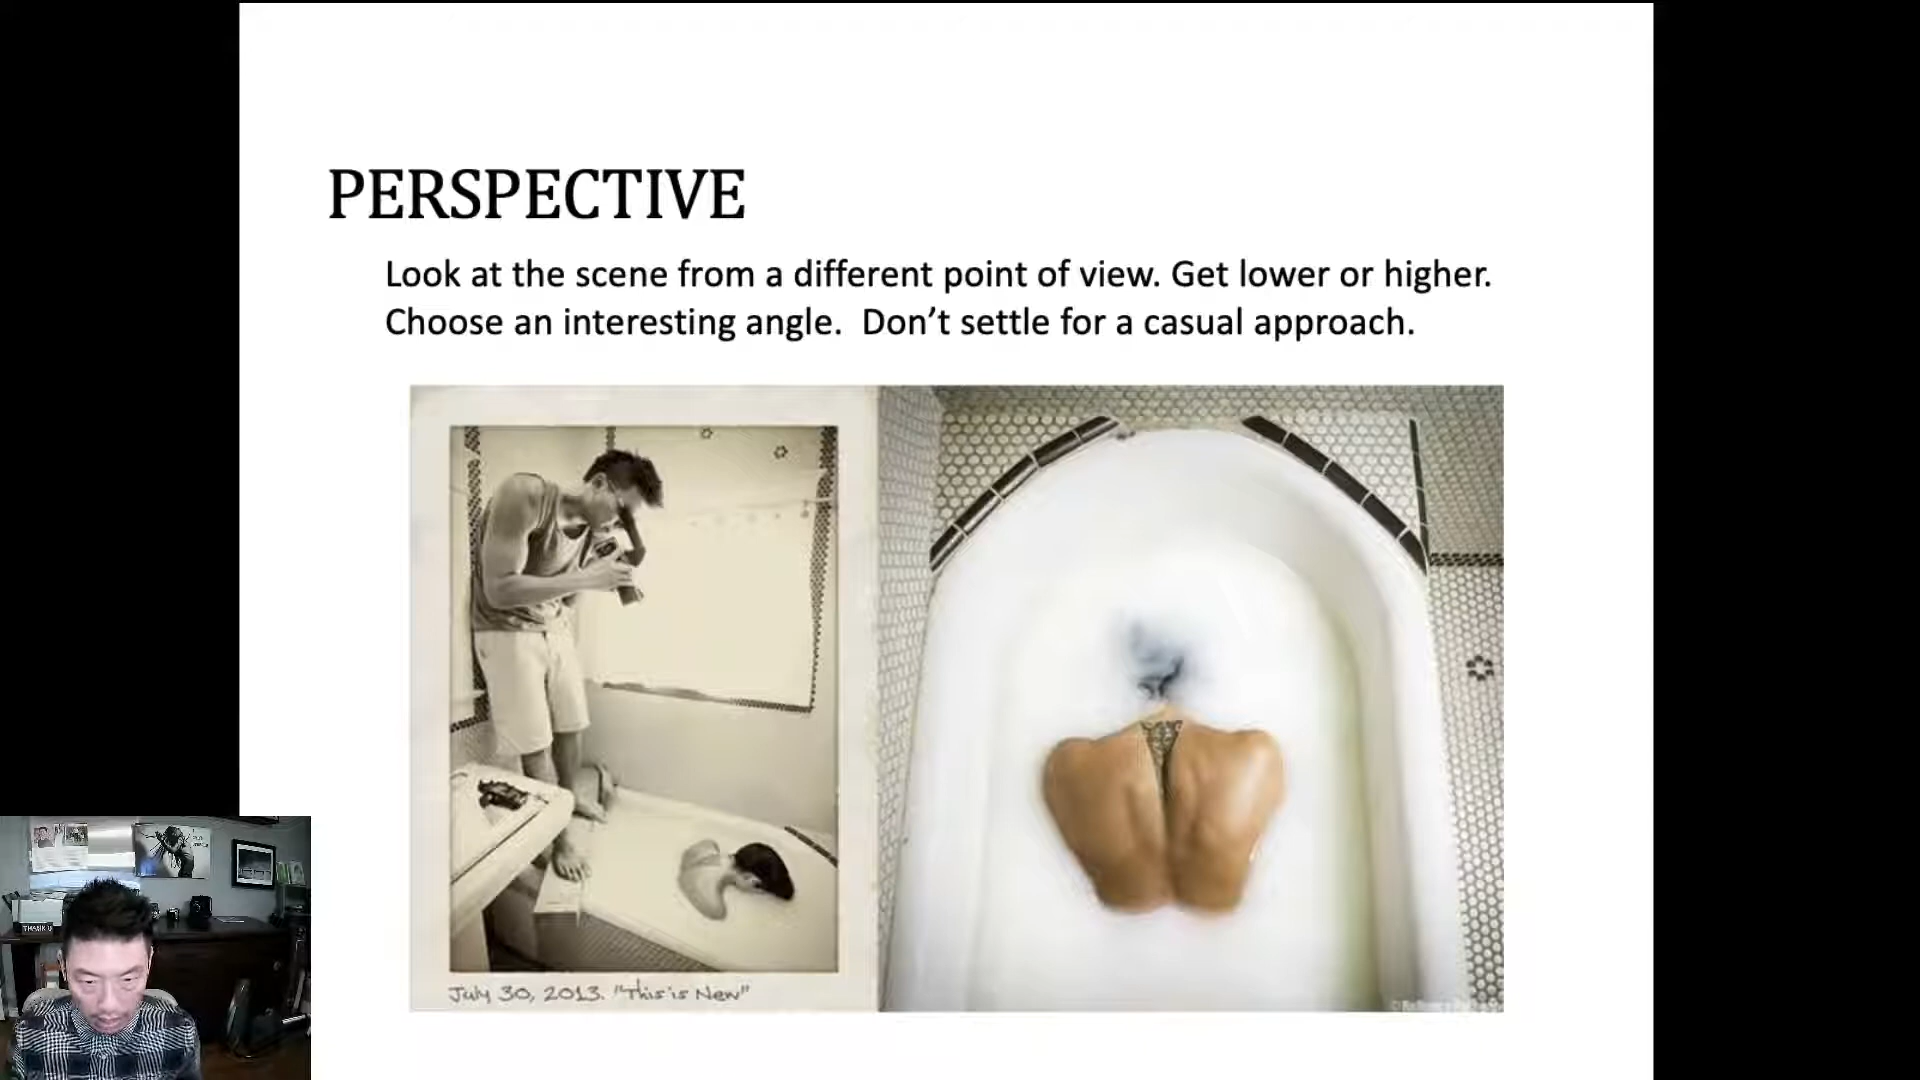 PERSPECTIVE
Look at the scene from a different point of view. Get lower or higher.
Choose an interesting angle.  Don’t settle for a casual approach.
July 30, 2013. "This is New"
THANK U